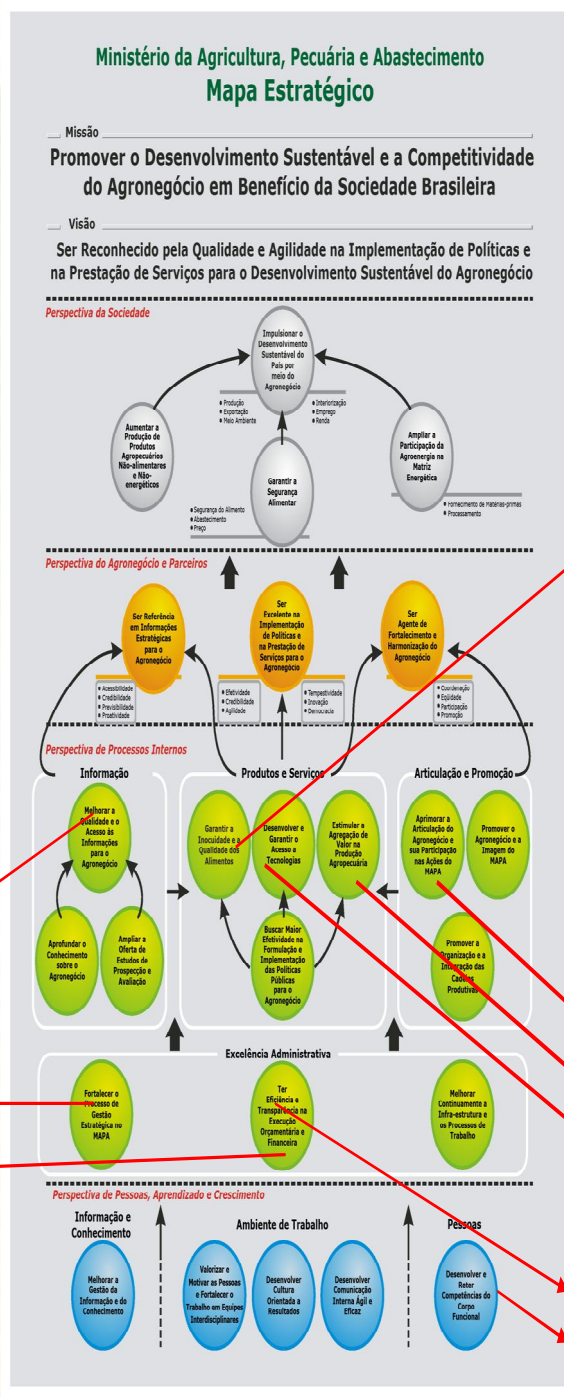 Ministério da Agricultura, Pecuária e Abastecimento
Mapa Estratégico
Missão
Promover o Desenvolvimento Sustentável e a Competitividade
do Agronegócio em Benefício da Sociedade Brasileira
Visão
Ser Reconhecido pela Qualidade e Agilidade na Implementação de Políticas e
na Prestação de Serviços para o Desenvolvimento Sustentável do Agronegócio
Perspectiva da Sociedade
Impulsionar o
Desenvolvimento
Sustentável do
País por
meio do
Agronegócio
• Produção
• Exportação
• Meio Ambiente
• Interiorização
• Emprego
• Renda
Aumentar a
Produção de
Produtos
Agropecuários
Não-alimentares
e Não-
energéticos
Garantir a
Segurança
Alimentar
• Segurança do Alimento
• Abastecimento
• Preço
Ampliar a
Participação da
Agroenergia na
Matriz
Energética
• Fornecimento de Matérias-primas
• Processamento
Perspectiva do Agronegócio e Parceiros
Ser Referência
em Informações
Estratégicas
para o
Agronegócio
• Acessibilidade
• Credibilidade
• Previsibilidade
• Proatividade
Ser
Excelente na
Implementação
de Políticas e
na Prestação de
Serviços para o
Agronegócio
• Efetividade
• Credibilidade
• Agilidade
• Tempestividade
• Inovação
• Democracia
Ser
Agente de
Fortalecimento e
Harmonização do
Agronegócio
• Coordenação
• Eqüidade
• Participação
• Promoção
Perspectiva de Processos Internos
Informação
Melhorar a
Qualidade e o
Acesso às
Informações
para o
Agronegócio
Aprofundar o
Conhecimento
sobre o
Agronegócio
Ampliar a
Oferta de
Estudos de
Prospecção e
Avaliação
Produtos e Serviços
Garantir a
Inocuidade e a
Qualidade dos
Alimentos
Desenvolver e
Garantir o
Acesso a
Tecnologias
Estimular a
Agregação de
Valor na
Produção
Agropecuária
Buscar Maior
Efetividade na
Formulação e
Implementação
das Políticas
Públicas
para o
Agronegócio
Articulação e Promoção
Aprimorar a
Articulação do
Agronegócio e
sua Participação
nas Ações do
MAPA
Promover o
Agronegócio e a
Imagem do
MAPA
Promover a
Organização e a
Integração das
Cadeias
Produtivas
Excelência Administrativa
Fortalecer o
Processo de
Gestão
Estratégica no
MAPA
Ter
Eficiência e
Transparência na
Execução
Orçamentária e
Financeira
Melhorar
Continuamente a
Infra-estrutura e
os Processos de
Trabalho
Perspectiva de Pessoas, Aprendizado e Crescimento
Informação e
Conhecimento
Melhorar a
Gestão da
Informação e do
Conhecimento
Ambiente de Trabalho
Valorizar e
Motivar as Pessoas
e Fortalecer o
Trabalho em Equipes
Interdisciplinares
Desenvolver
Cultura
Orientada a
Resultados
Desenvolver
Comunicação
Interna Ágil e
Eficaz
Pessoas
Desenvolver e
Reter
Competências do
Corpo
Funcional